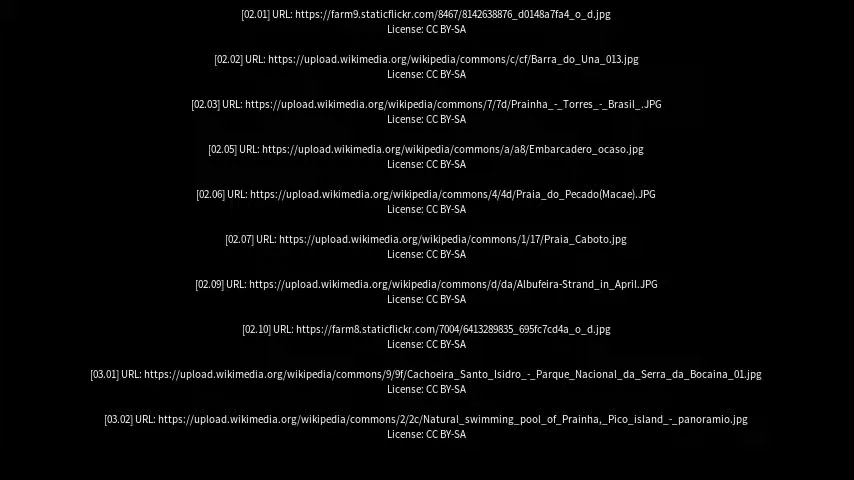 [02.01] URL: https://farm9.staticflickr.com/8467/8142638876_d0148a7fa4_o_d.jpg
License: CC BY-SA
[02.02] URL: https://upload.wikimedia.org/wikipedia/commons/c/cf/Barra_do_Una_013.jpg
License: CC BY-SA
[02.03] URL: https://upload.wikimedia.org/wikipedia/commons/7/7d/Prainha_-_Torres_-_Brasil_.JPG
License: CC BY-SA
[02.05] URL: https://upload.wikimedia.org/wikipedia/commons/a/a8/Embarcadero_ocaso.jpg
License: CC BY-SA
[02.06] URL: https://upload.wikimedia.org/wikipedia/commons/4/4d/Praia_do_Pecado(Macae).JPG
License: CC BY-SA
[02.07] URL: https://upload.wikimedia.org/wikipedia/commons/1/17/Praia_Caboto.jpg
License: CC BY-SA
[02.09] URL: https://upload.wikimedia.org/wikipedia/commons/d/da/Albufeira-Strand_in_April.JPG
License: CC BY-SA
[02.10] URL: https://farm8.staticflickr.com/7004/6413289835_695fc7cd4a_o_d.jpg
License: CC BY-SA
[03.01] URL: https://upload.wikimedia.org/wikipedia/commons/9/9f/Cachoeira_Santo_Isidro_-_Parque_Nacional_da_Serra_da_Bocaina_01.jpg
License: CC BY-SA
[03.02] URL: https://upload.wikimedia.org/wikipedia/commons/2/2c/Natural_swimming_pool_of_Prainha,_Pico_island_-_panoramio.jpg
License: CC BY-SA